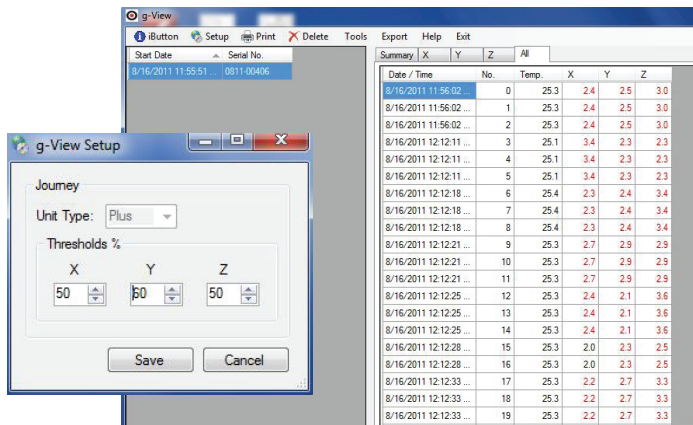 g-View
iButton Setup Print Delete Tools Export Help Exit
Start Date Serial No.
8/16/2011 11:55:51 ... 0811-00406
Summary X Y Z All
Date / Time No. Temp. X Y Z
8/16/2011 11:56:02 ... 0 25.3 2.4 2.5 3.0
8/16/2011 11:56:02 ... 1 25.3 2.4 2.5 3.0
8/16/2011 11:56:02 ... 2 25.3 2.4 2.5 3.0
8/16/2011 12:12:11 ... 3 25.1 3.4 2.3 2.3
8/16/2011 12:12:11 ... 4 25.1 3.4 2.3 2.3
8/16/2011 12:12:11 ... 5 25.1 3.4 2.3 2.3
8/16/2011 12:12:18 ... 6 25.4 2.3 2.4 3.4
8/16/2011 12:12:18 ... 7 25.4 2.3 2.4 3.4
8/16/2011 12:12:18 ... 8 25.4 2.3 2.4 3.4
8/16/2011 12:12:21 ... 9 25.3 2.7 2.9 2.9
8/16/2011 12:12:21 ... 10 25.3 2.7 2.9 2.9
8/16/2011 12:12:21 ... 11 25.3 2.7 2.9 2.9
8/16/2011 12:12:25 ... 12 25.3 2.4 2.1 3.6
8/16/2011 12:12:25 ... 13 25.3 2.4 2.1 3.6
8/16/2011 12:12:25 ... 14 25.3 2.4 2.1 3.6
8/16/2011 12:12:28 ... 15 25.3 2.0 2.3 2.5
8/16/2011 12:12:28 ... 16 25.3 2.0 2.3 2.5
8/16/2011 12:12:33 ... 17 25.3 2.2 2.7 3.3
8/16/2011 12:12:33 ... 18 25.3 2.2 2.7 3.3
8/16/2011 12:12:33 ... 19 25.3 2.2 2.7 3.3
g-View Setup
Journey
Unit Type: Plus
Thresholds %
X Y Z
50 60 50
Save Cancel